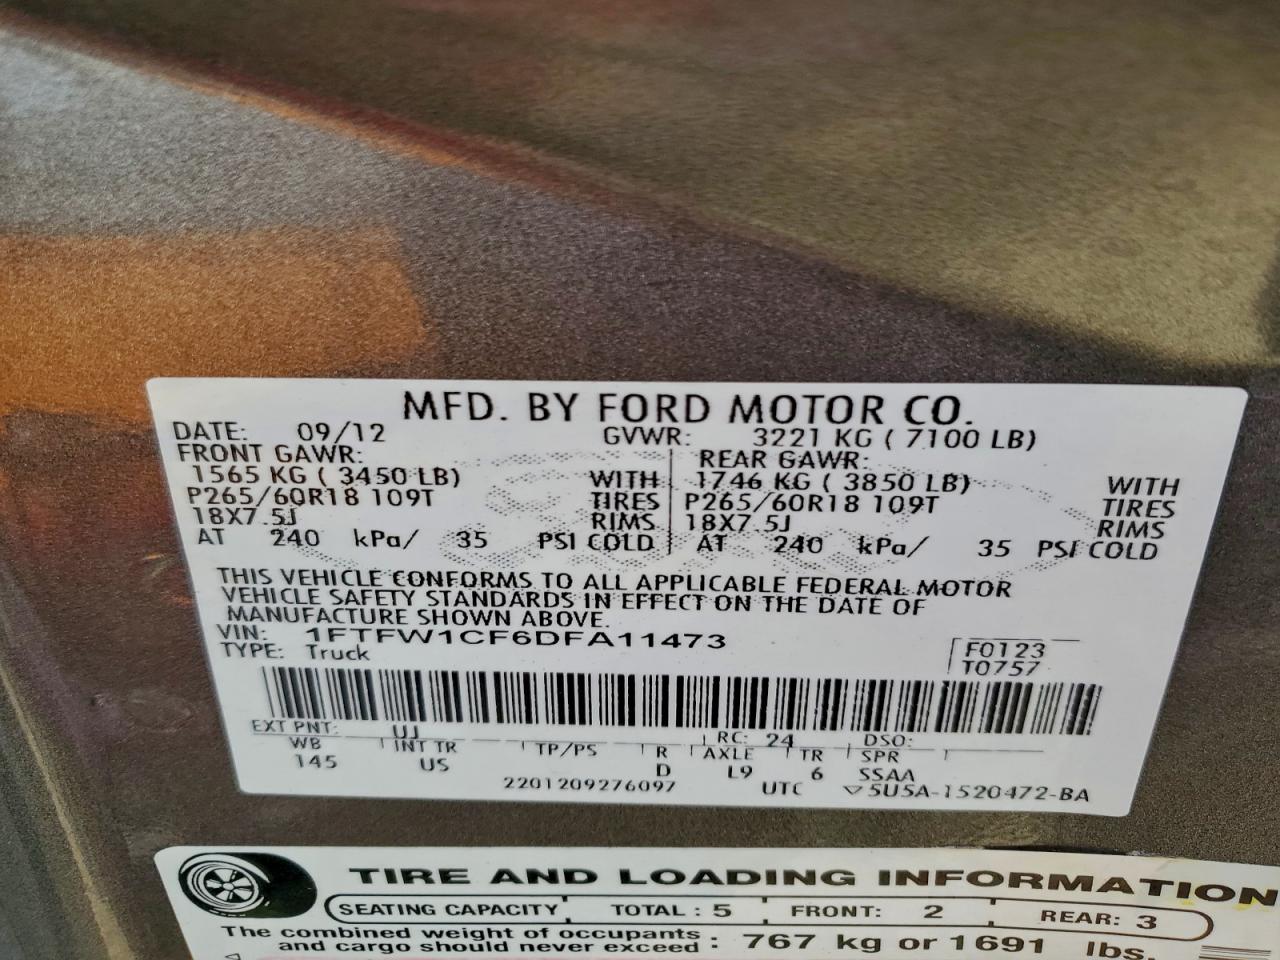 MFD. BY FORD MOTOR CO.
DATE: 09/12 GVWR: 3221 KG ( 7100 LB)
FRONT GAWR: REAR GAWR:
1565 KG ( 3450 LB) WITH 1746 KG ( 3850 LB) WITH
P265/60R18 109T TIRES P265/60R18 109T TIRES
18X7.5J RIMS 18X7.5J RIMS
AT 240 kPa/ 35 PSI COLD AT 240 kPa/ 35 PSI COLD
THIS VEHICLE CONFORMS TO ALL APPLICABLE FEDERAL MOTOR
VEHICLE SAFETY STANDARDS IN EFFECT ON THE DATE OF
MANUFACTURE SHOWN ABOVE.
VIN: 1FTFW1CF6DFA11473
TYPE: Truck
F0123
T0757
EXT PNT: UJ RC: 24 DSO:
WB INT TR TP/PS R AXLE TR SPR
145 US D L9 6 SSAA
2201209276097 UTC ▽5U5A-1520472-BA
TIRE AND LOADING INFORMATION
SEATING CAPACITY TOTAL : 5 FRONT: 2 REAR: 3
The combined weight of occupants
and cargo should never exceed : 767 kg or 1691 lbs.